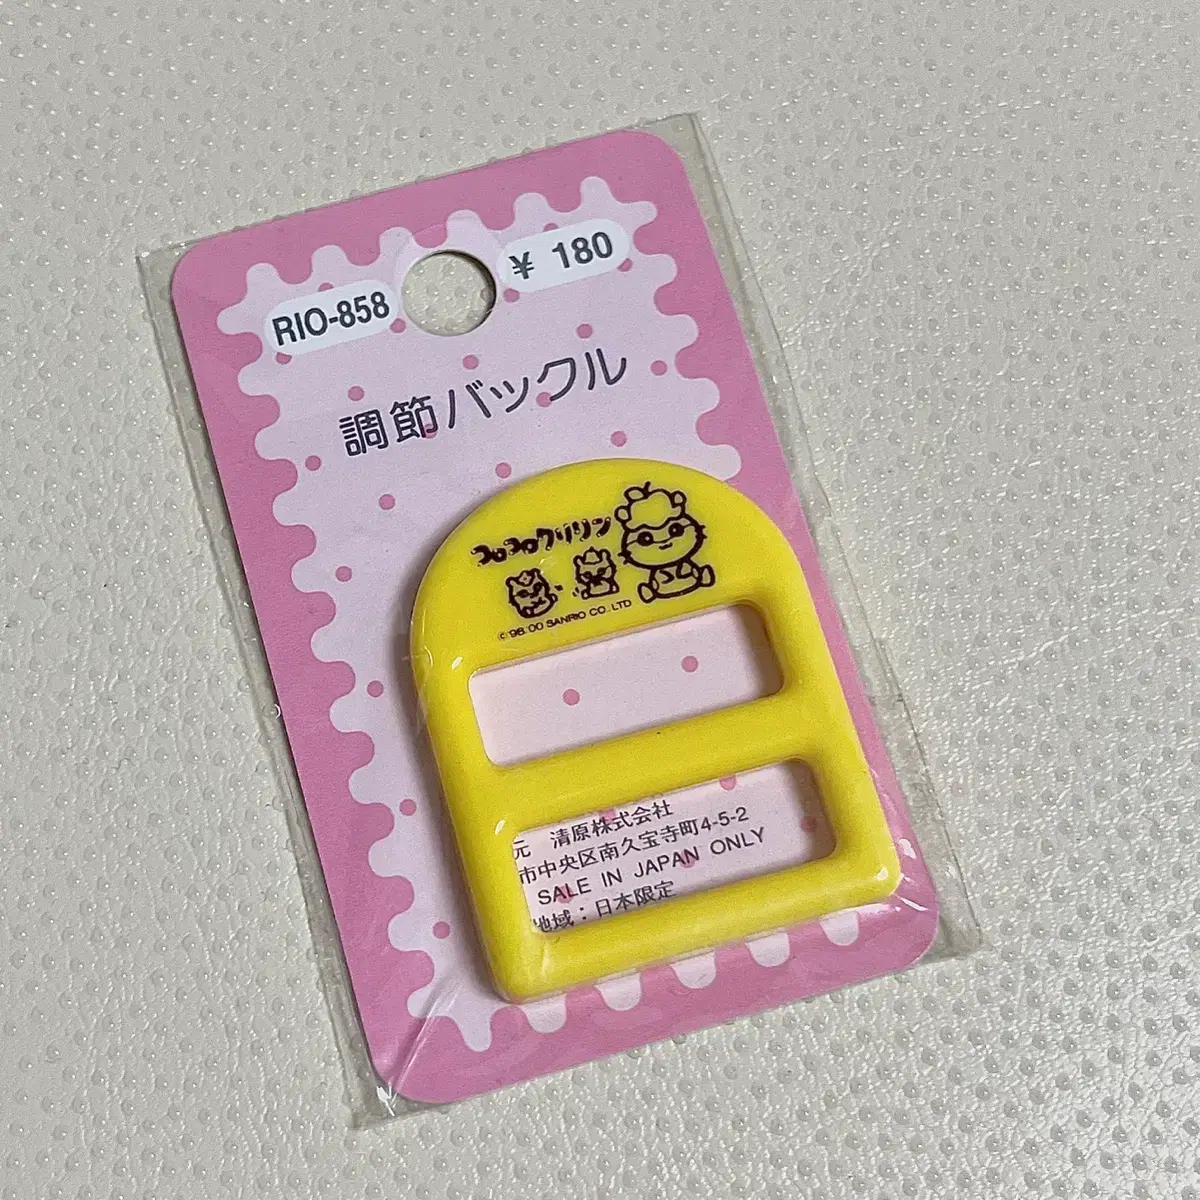 RIO-858
¥ 180
調節バックル
コロコロクリリン
©'98 '00 SANRIO CO., LTD
元 清原株式会社
市中央区南久宝寺町4-5-2
SALE IN JAPAN ONLY
地域：日本限定